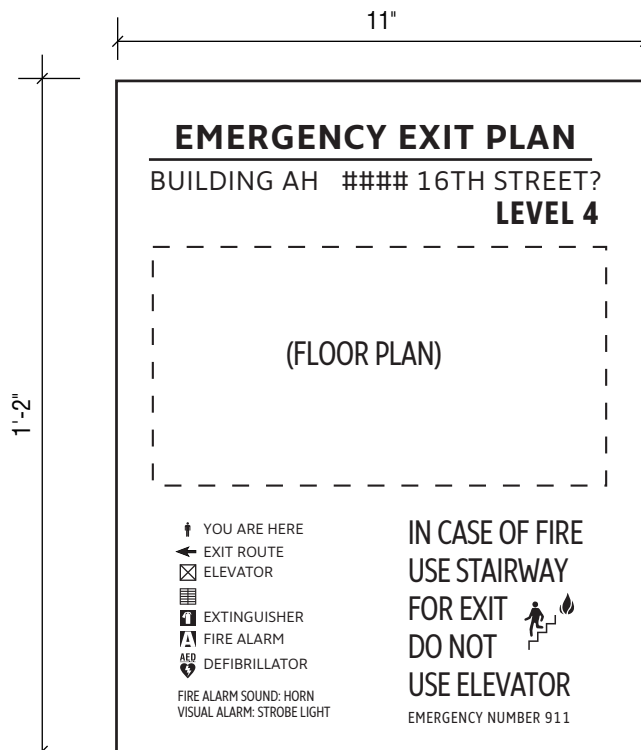 11"
1'-2"
EMERGENCY EXIT PLAN
BUILDING AH #### 16TH STREET?
LEVEL 4
(FLOOR PLAN)
YOU ARE HERE
EXIT ROUTE
ELEVATOR
EXTINGUISHER
A FIRE ALARM
AED DEFIBRILLATOR
FIRE ALARM SOUND: HORN
VISUAL ALARM: STROBE LIGHT
IN CASE OF FIRE
USE STAIRWAY
FOR EXIT
DO NOT
USE ELEVATOR
EMERGENCY NUMBER 911